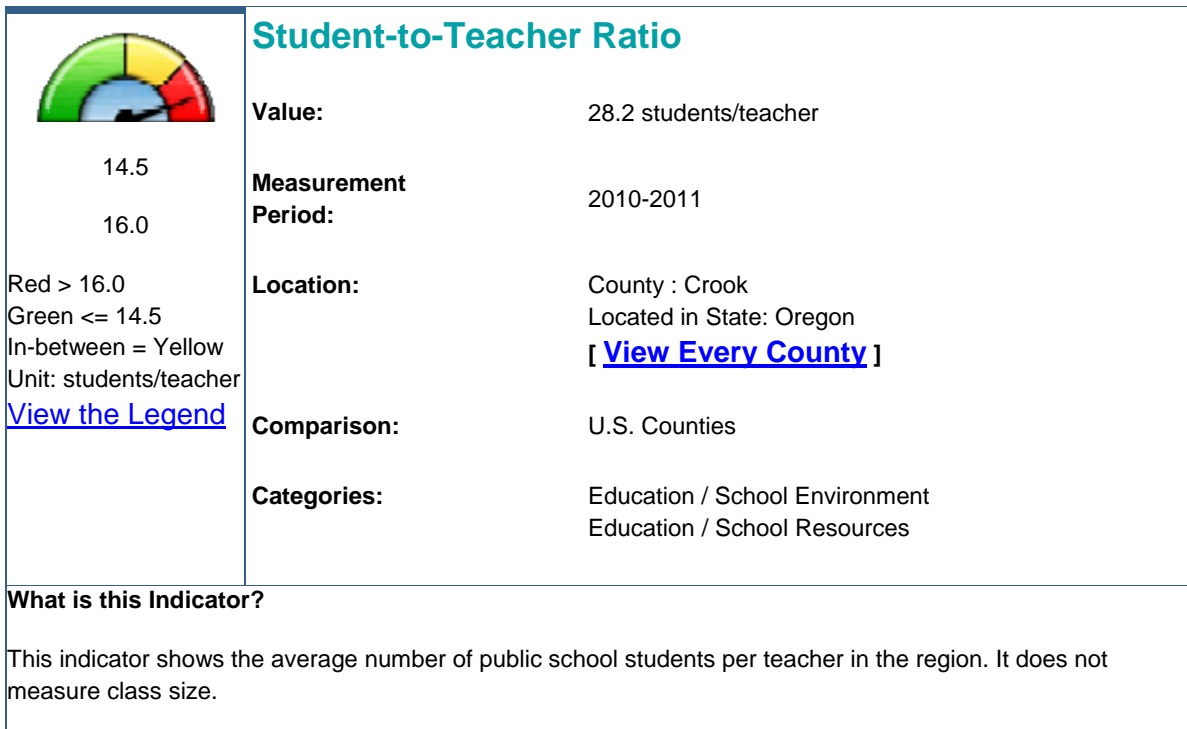 Student-to-Teacher Ratio
14.5
16.0
Red > 16.0
Green <= 14.5
In-between = Yellow
Unit: students/teacher
View the Legend
Value:
28.2 students/teacher
Measurement
Period:
2010-2011
Location:
County : Crook
Located in State: Oregon
[ View Every County ]
Comparison:
U.S. Counties
Categories:
Education / School Environment
Education / School Resources
What is this Indicator?
This indicator shows the average number of public school students per teacher in the region. It does not
measure class size.